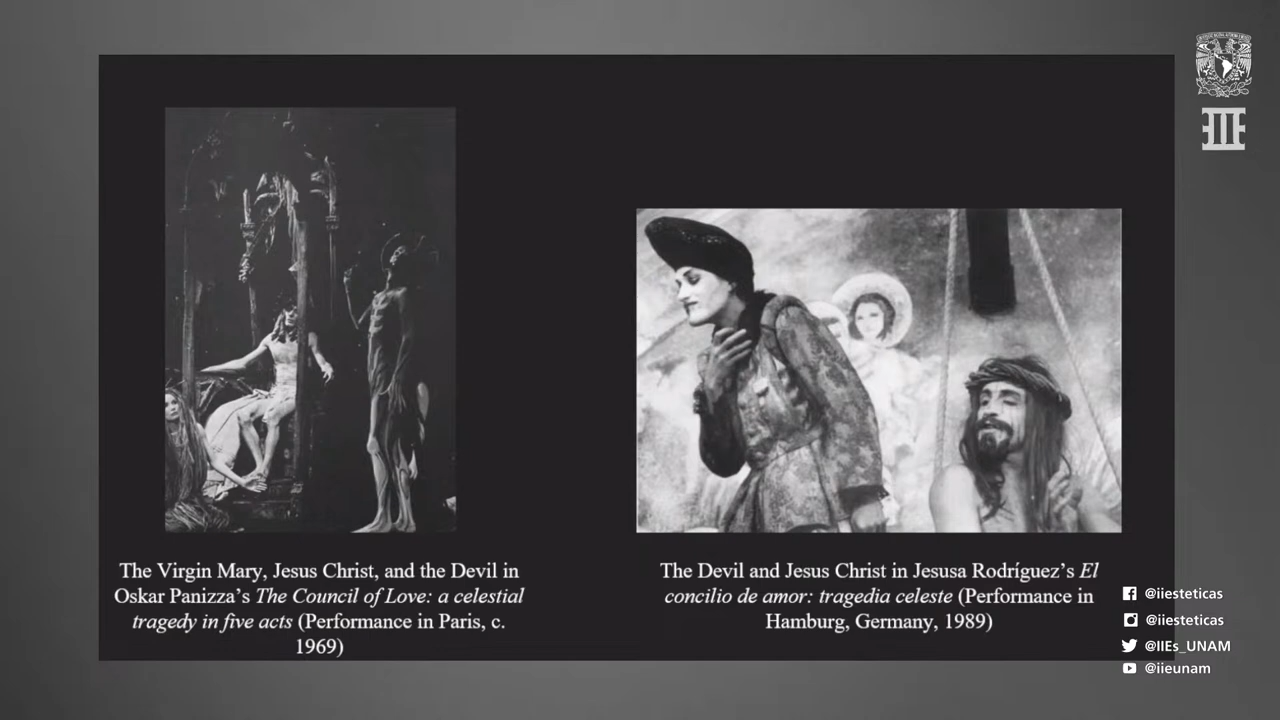 The Virgin Mary, Jesus Christ, and the Devil in
Oskar Panizza’s The Council of Love: a celestial
tragedy in five acts (Performance in Paris, c.
1969)
The Devil and Jesus Christ in Jesusa Rodríguez’s El
concilio de amor: tragedia celeste (Performance in
Hamburg, Germany, 1989)
@iiesteticas
@iiesteticas
@IIEs_UNAM
@iieunam